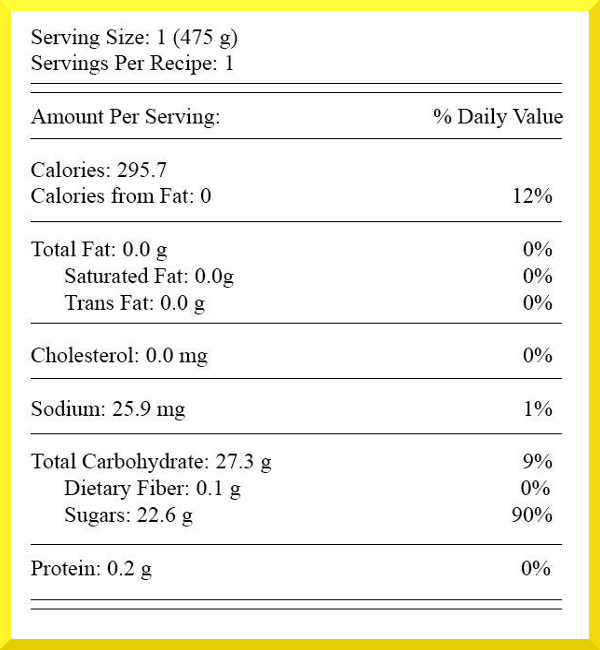 Serving Size: 1 (475 g)
Servings Per Recipe: 1
Amount Per Serving: % Daily Value
Calories: 295.7
Calories from Fat: 0 12%
Total Fat: 0.0 g 0%
Saturated Fat: 0.0g 0%
Trans Fat: 0.0 g 0%
Cholesterol: 0.0 mg 0%
Sodium: 25.9 mg 1%
Total Carbohydrate: 27.3 g 9%
Dietary Fiber: 0.1 g 0%
Sugars: 22.6 g 90%
Protein: 0.2 g 0%